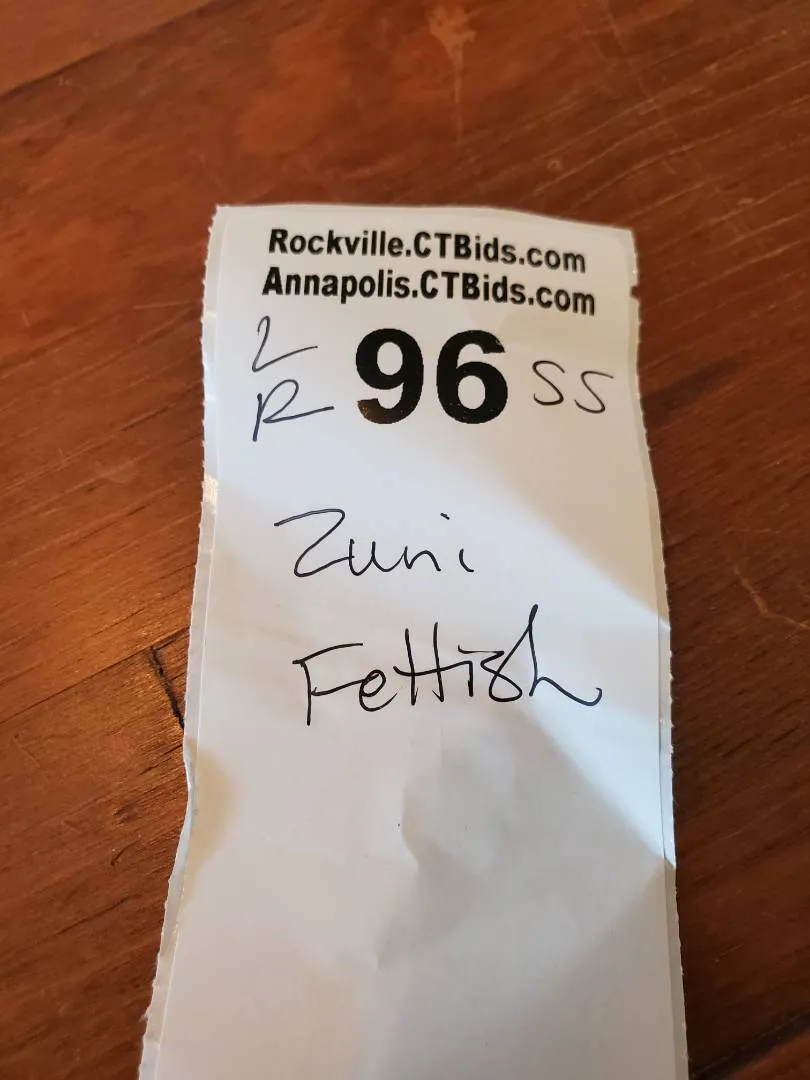 Rockville.CTBids.com
Annapolis.CTBids.com
L
R 96 SS
Zuni
Fettish